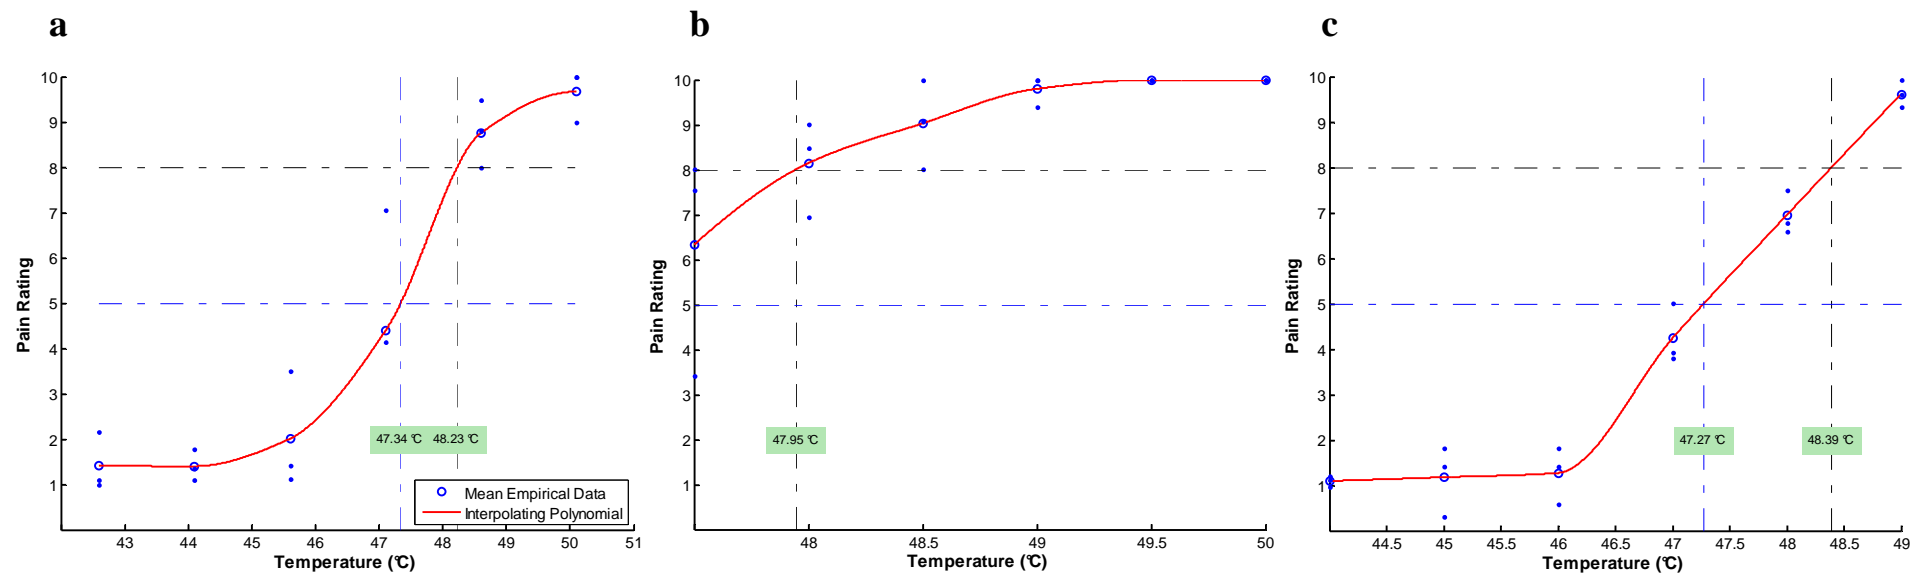 a
10
9
8
7
6
5
4
3
2
1
Pain Rating
47.34 °C 48.23 °C
Mean Empirical Data
Interpolating Polynomial
43 44 45 46 47 48 49 50 51
Temperature (°C)
b
10
9
8
7
6
5
4
3
2
1
Pain Rating
47.95 °C
48 48.5 49 49.5 50
Temperature (°C)
c
10
9
8
7
6
5
4
3
2
1
Pain Rating
47.27 °C 48.39 °C
44.5 45 45.5 46 46.5 47 47.5 48 48.5 49
Temperature (°C)